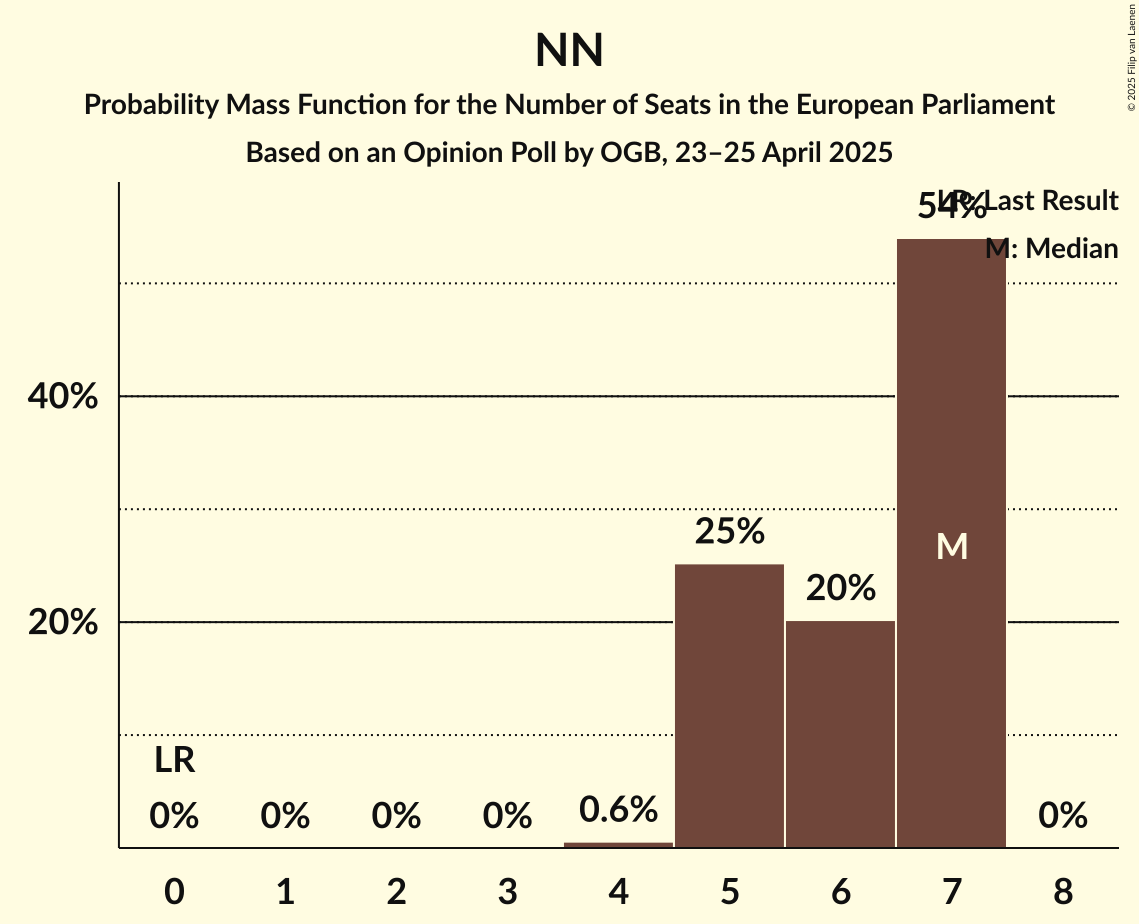 NN
Probability Mass Function for the Number of Seats in the European Parliament
Based on an Opinion Poll by OGB, 23–25 April 2025
© 2025 Filip van Laenen
LR: Last Result
M: Median
54%
40%
25%
M
20%
20%
LR
0%
0%
0%
0%
0.6%
0%
0 1 2 3 4 5 6 7 8